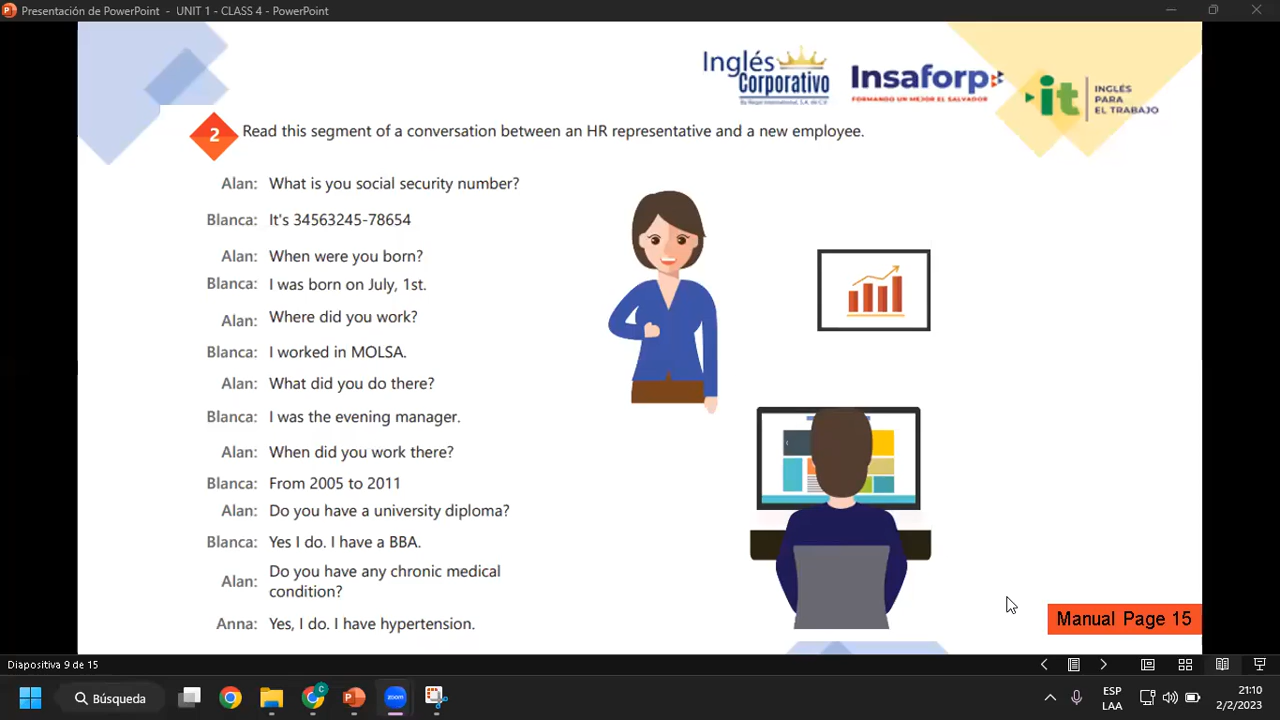 Presentación de PowerPoint - UNIT 1 - CLASS 4 - PowerPoint
Inglés
Corporativo
By Regal International, S.A. de C.V.
Insaforp
FORMANDO UN MEJOR EL SALVADOR
it
INGLÉS
PARA
EL TRABAJO
2 Read this segment of a conversation between an HR representative and a new employee.
Alan: What is you social security number?
Blanca: It's 34563245-78654
Alan: When were you born?
Blanca: I was born on July, 1st.
Alan: Where did you work?
Blanca: I worked in MOLSA.
Alan: What did you do there?
Blanca: I was the evening manager.
Alan: When did you work there?
Blanca: From 2005 to 2011
Alan: Do you have a university diploma?
Blanca: Yes I do. I have a BBA.
Alan: Do you have any chronic medical
condition?
Anna: Yes, I do. I have hypertension.
Manual Page 15
Diapositiva 9 de 15
Búsqueda
zoom
ESP
LAA
21:10
2/2/2023